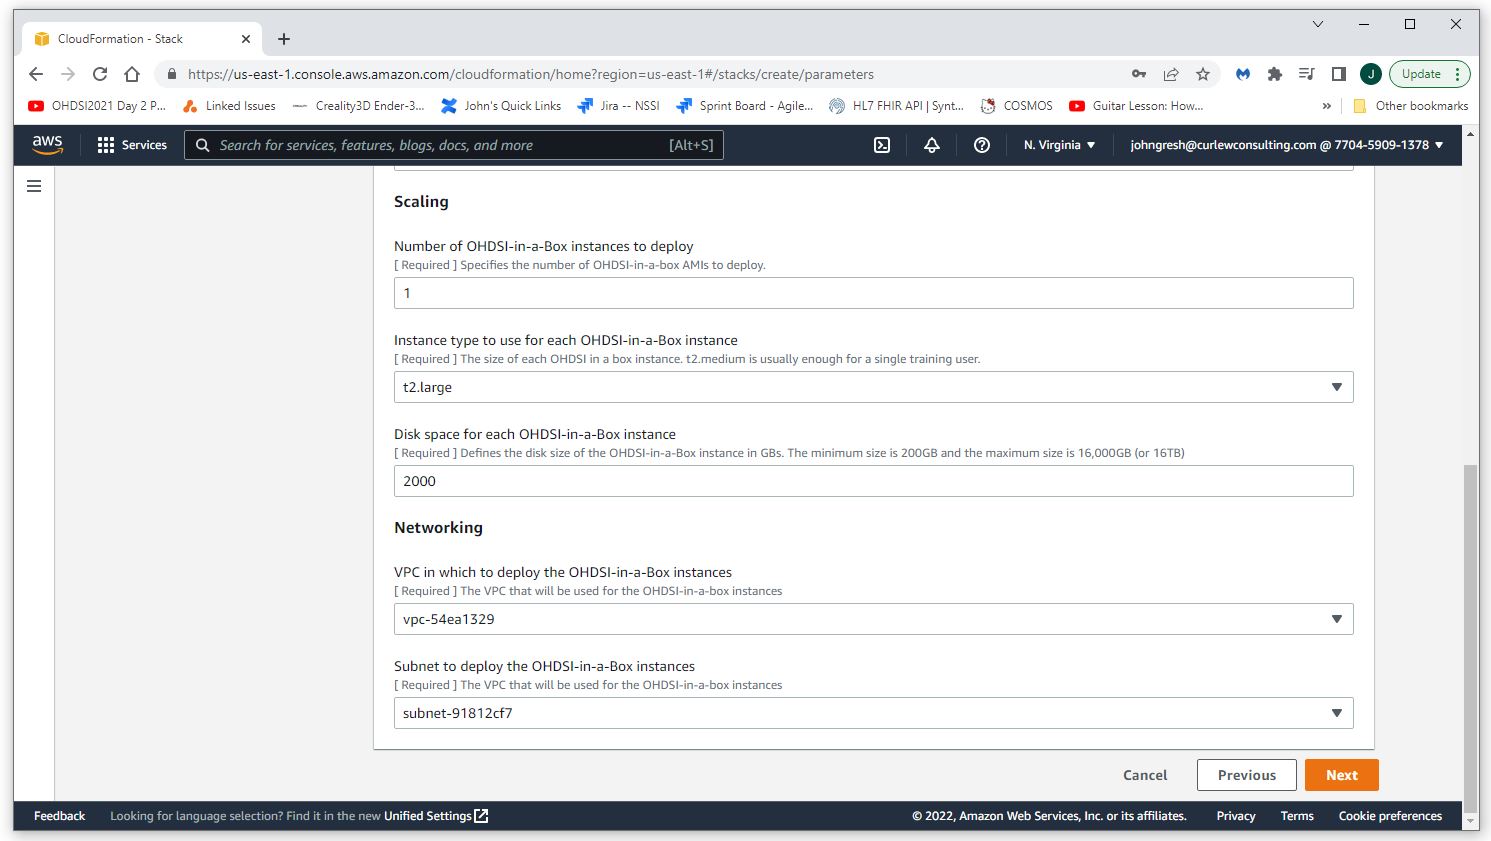 CloudFormation - Stack
https://us-east-1.console.aws.amazon.com/cloudformation/home?region=us-east-1#/stacks/create/parameters
J
Update
OHDSI2021 Day 2 P...
Linked Issues
Creality3D Ender-3...
John's Quick Links
Jira -- NSSI
Sprint Board - Agile...
HL7 FHIR API | Synt...
COSMOS
Guitar Lesson: How...
»
Other bookmarks
aws
Services
Search for services, features, blogs, docs, and more
[Alt+S]
N. Virginia
johngresh@curlewconsulting.com @ 7704-5909-1378
Scaling
Number of OHDSI-in-a-Box instances to deploy
[ Required ] Specifies the number of OHDSI-in-a-box AMIs to deploy.
1
Instance type to use for each OHDSI-in-a-Box instance
[ Required ] The size of each OHDSI in a box instance. t2.medium is usually enough for a single training user.
t2.large
Disk space for each OHDSI-in-a-Box instance
[ Required ] Defines the disk size of the OHDSI-in-a-Box instance in GBs. The minimum size is 200GB and the maximum size is 16,000GB (or 16TB)
2000
Networking
VPC in which to deploy the OHDSI-in-a-Box instances
[ Required ] The VPC that will be used for the OHDSI-in-a-box instances
vpc-54ea1329
Subnet to deploy the OHDSI-in-a-Box instances
[ Required ] The VPC that will be used for the OHDSI-in-a-box instances
subnet-91812cf7
Cancel
Previous
Next
Feedback
Looking for language selection? Find it in the new Unified Settings
© 2022, Amazon Web Services, Inc. or its affiliates.
Privacy
Terms
Cookie preferences